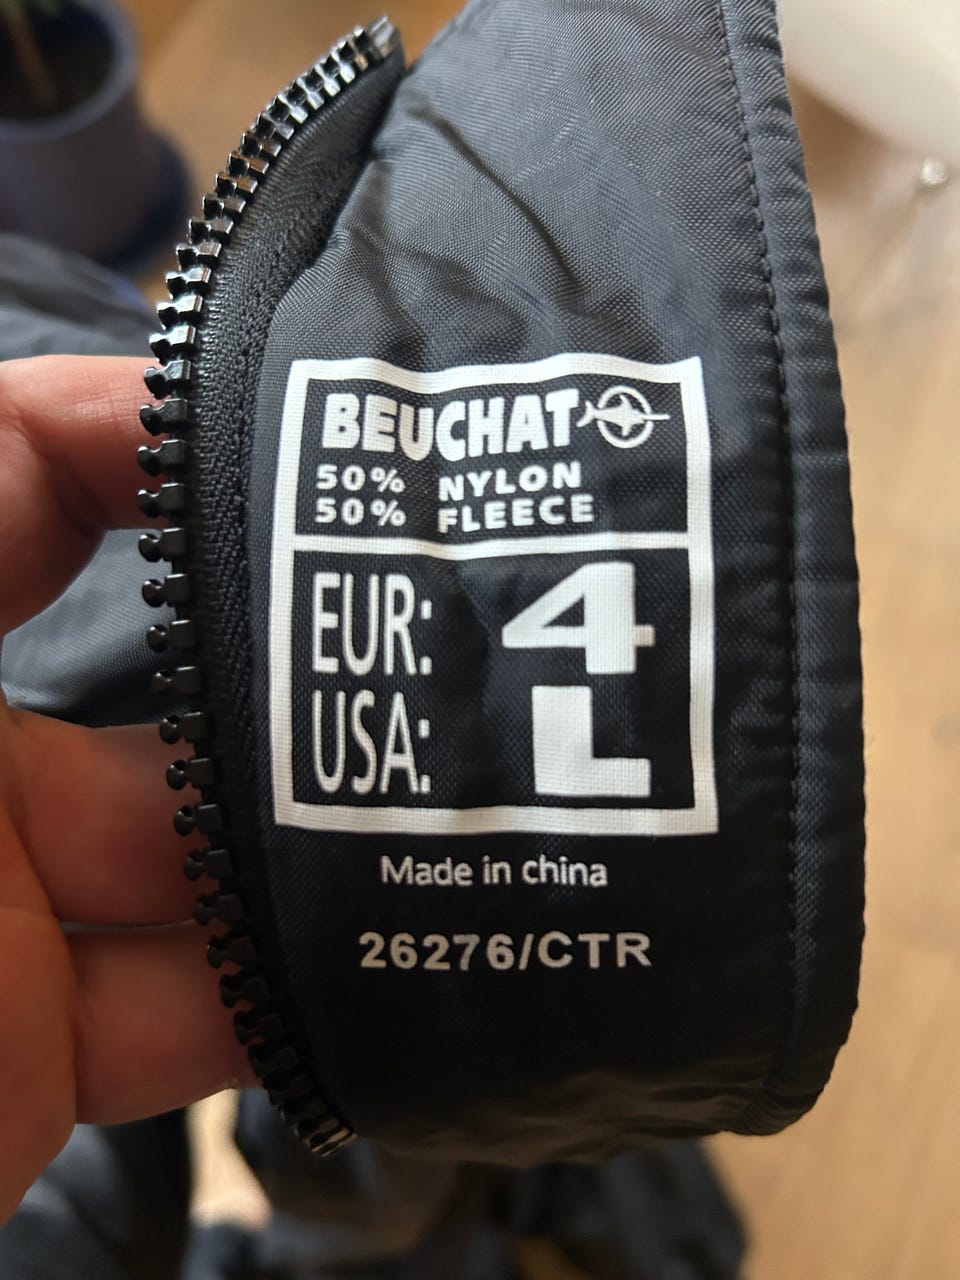 BEUCHAT
50% NYLON
50% FLEECE
EUR: 4
USA: L
Made in china
26276/CTR